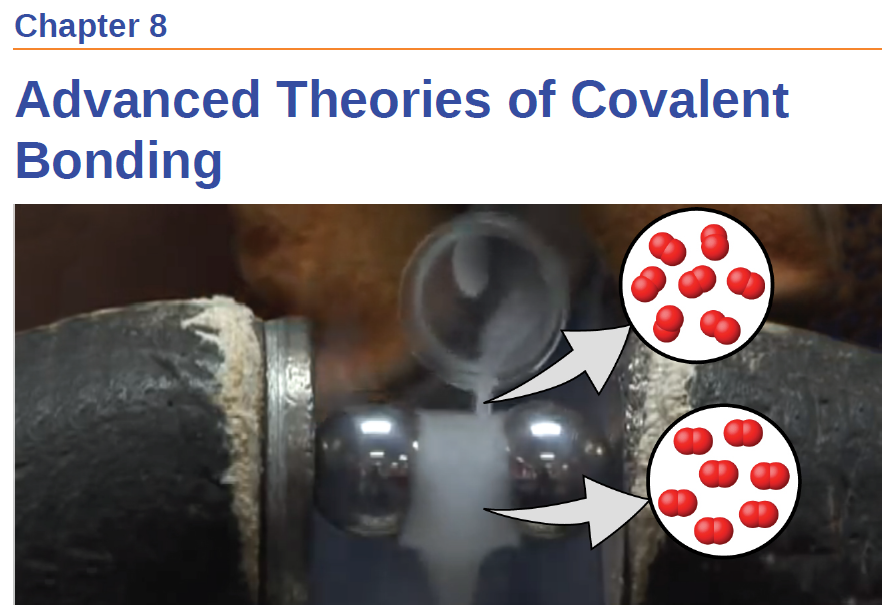 Chapter 8
Advanced Theories of Covalent
Bonding